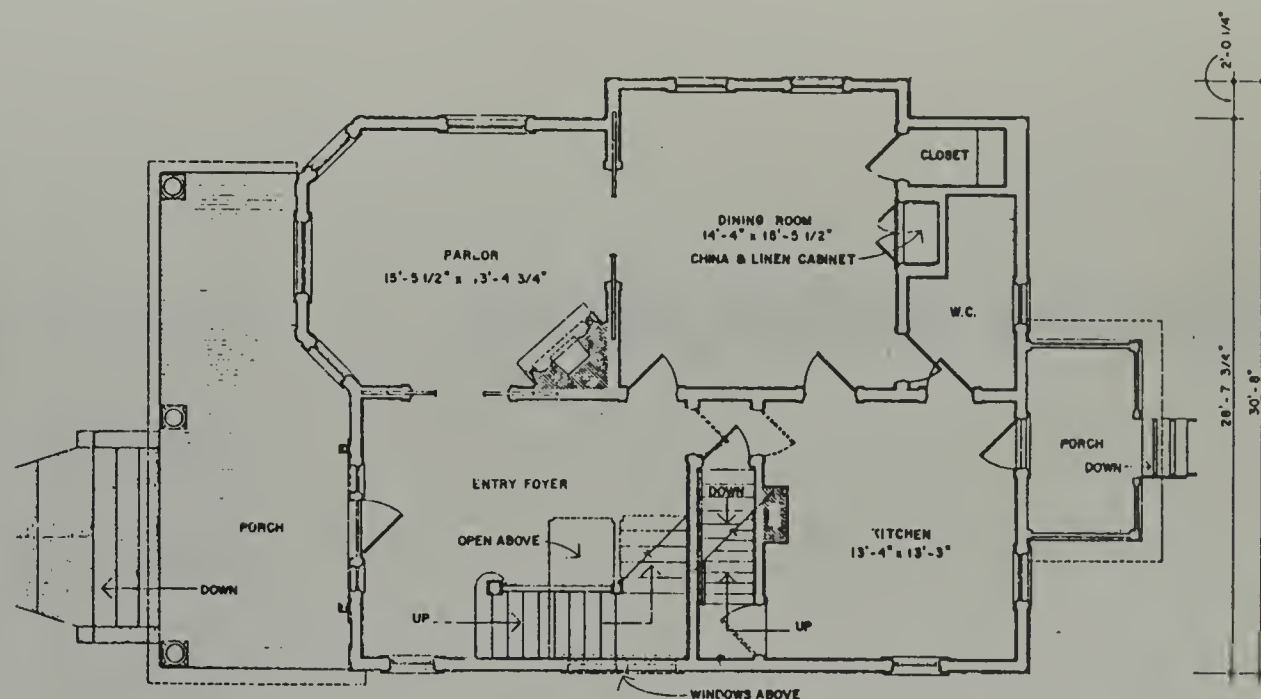 2'-0 1/4"
CLOSET
DINING ROOM
14'-4" x 18'-5 1/2"
CHINA & LINEN CABINET
PARLOR
15'-5 1/2" x 13'-4 3/4"
W.C.
28'-7 3/4"
30'-8"
PORCH
DOWN
ENTRY FOYER
DOWN
OPEN ABOVE
PORCH
KITCHEN
13'-4" x 13'-3"
DOWN
UP
UP
WINDOWS ABOVE